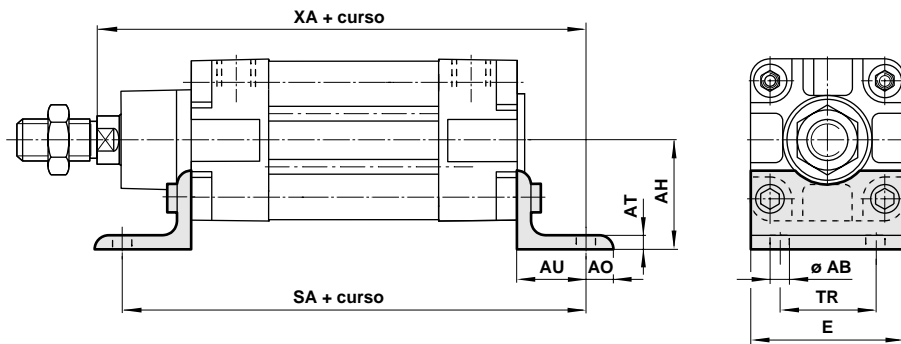 XA + curso
AH
AT
AU
AO
SA + curso
ø AB
TR
E